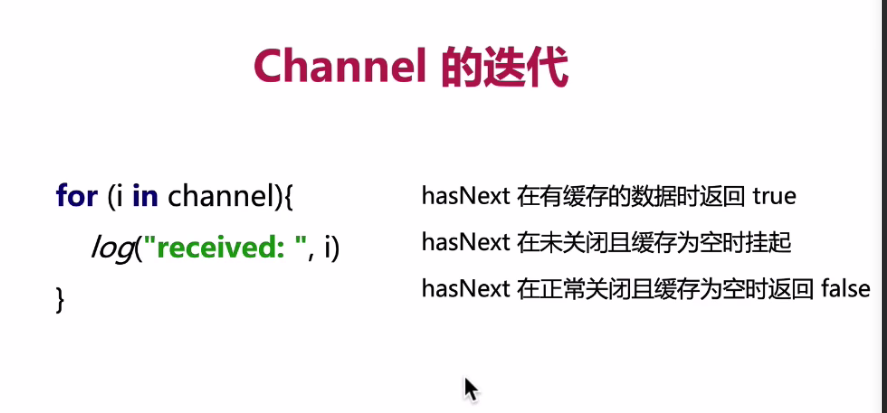 Channel 的迭代
for (i in channel){
log("received: ", i)
}
hasNext 在有缓存的数据时返回 true
hasNext 在未关闭且缓存为空时挂起
hasNext 在正常关闭且缓存为空时返回 false